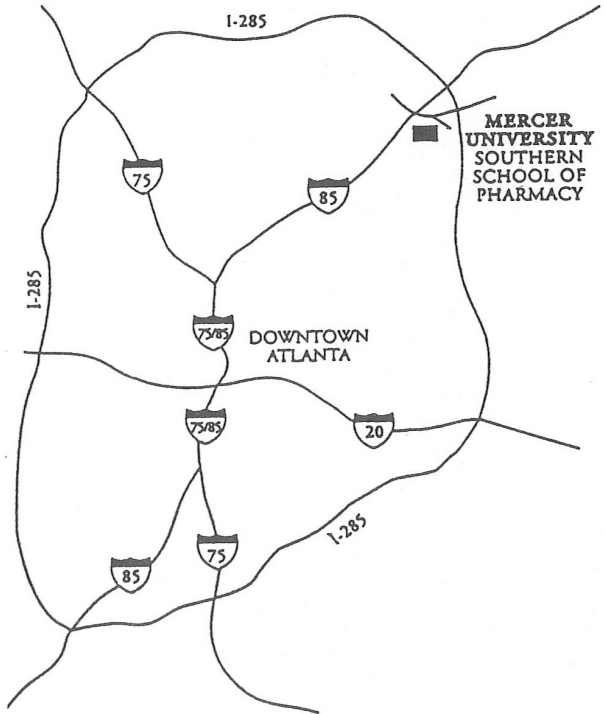 I-285
MERCER
UNIVERSITY
SOUTHERN
SCHOOL OF
PHARMACY
75
85
I-285
75/85
DOWNTOWN
ATLANTA
75/85
20
I-285
75
85